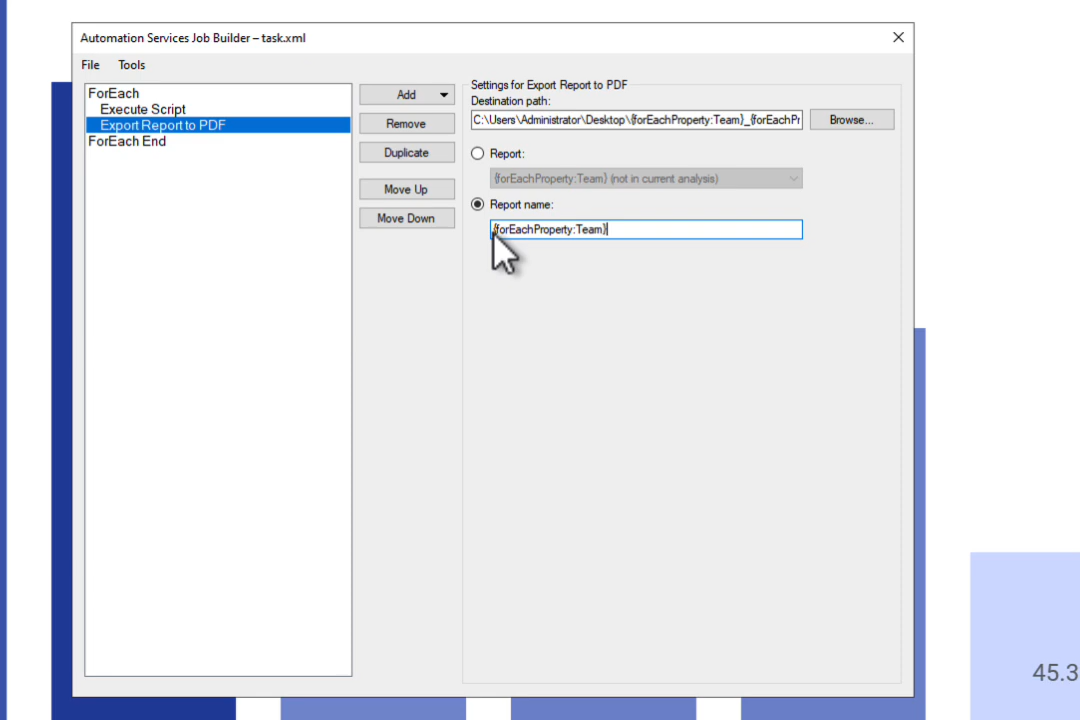 Automation Services Job Builder – task.xml
File Tools
ForEach
Execute Script
Export Report to PDF
ForEach End
Add
Remove
Duplicate
Move Up
Move Down
Settings for Export Report to PDF
Destination path:
C:\Users\Administrator\Desktop\{forEachProperty:Team}_{forEachPr
Browse...
Report:
{forEachProperty:Team} (not in current analysis)
Report name:
{forEachProperty:Team}
45.3